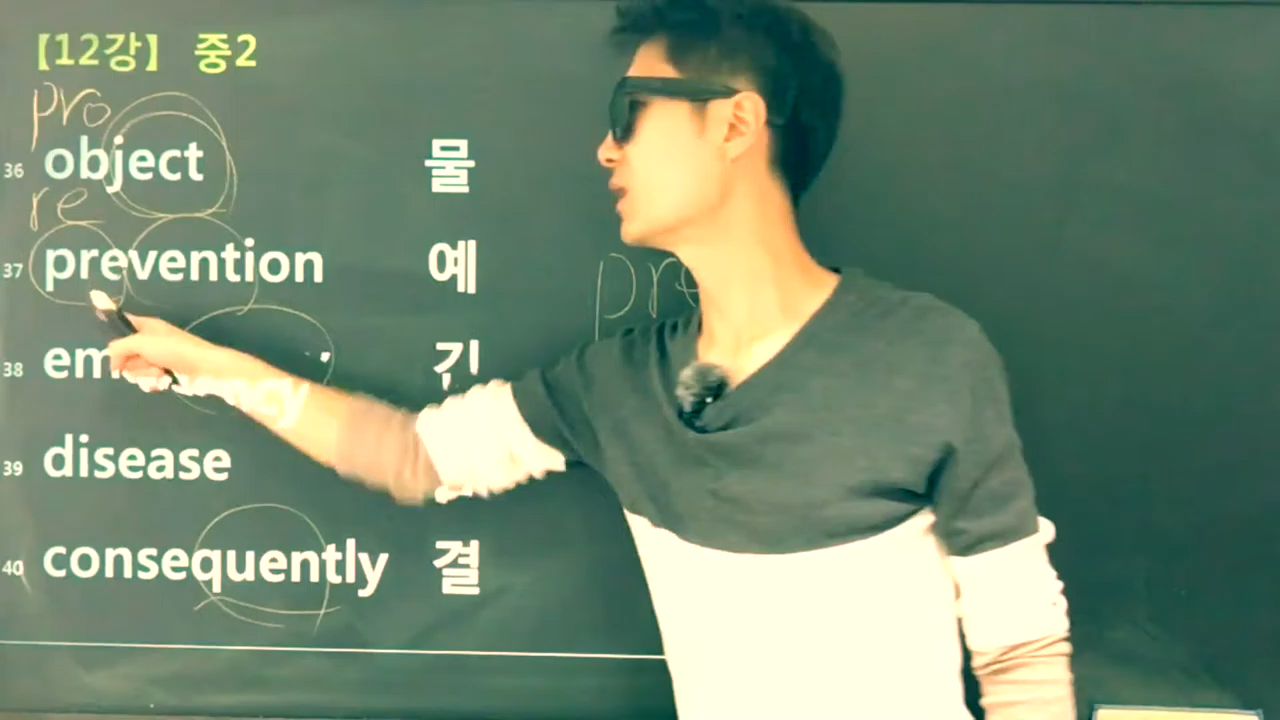 【12강】 중2
pro
36 object 물
re
37 prevention 예
pre
38 긴
39 disease
40 consequently 결